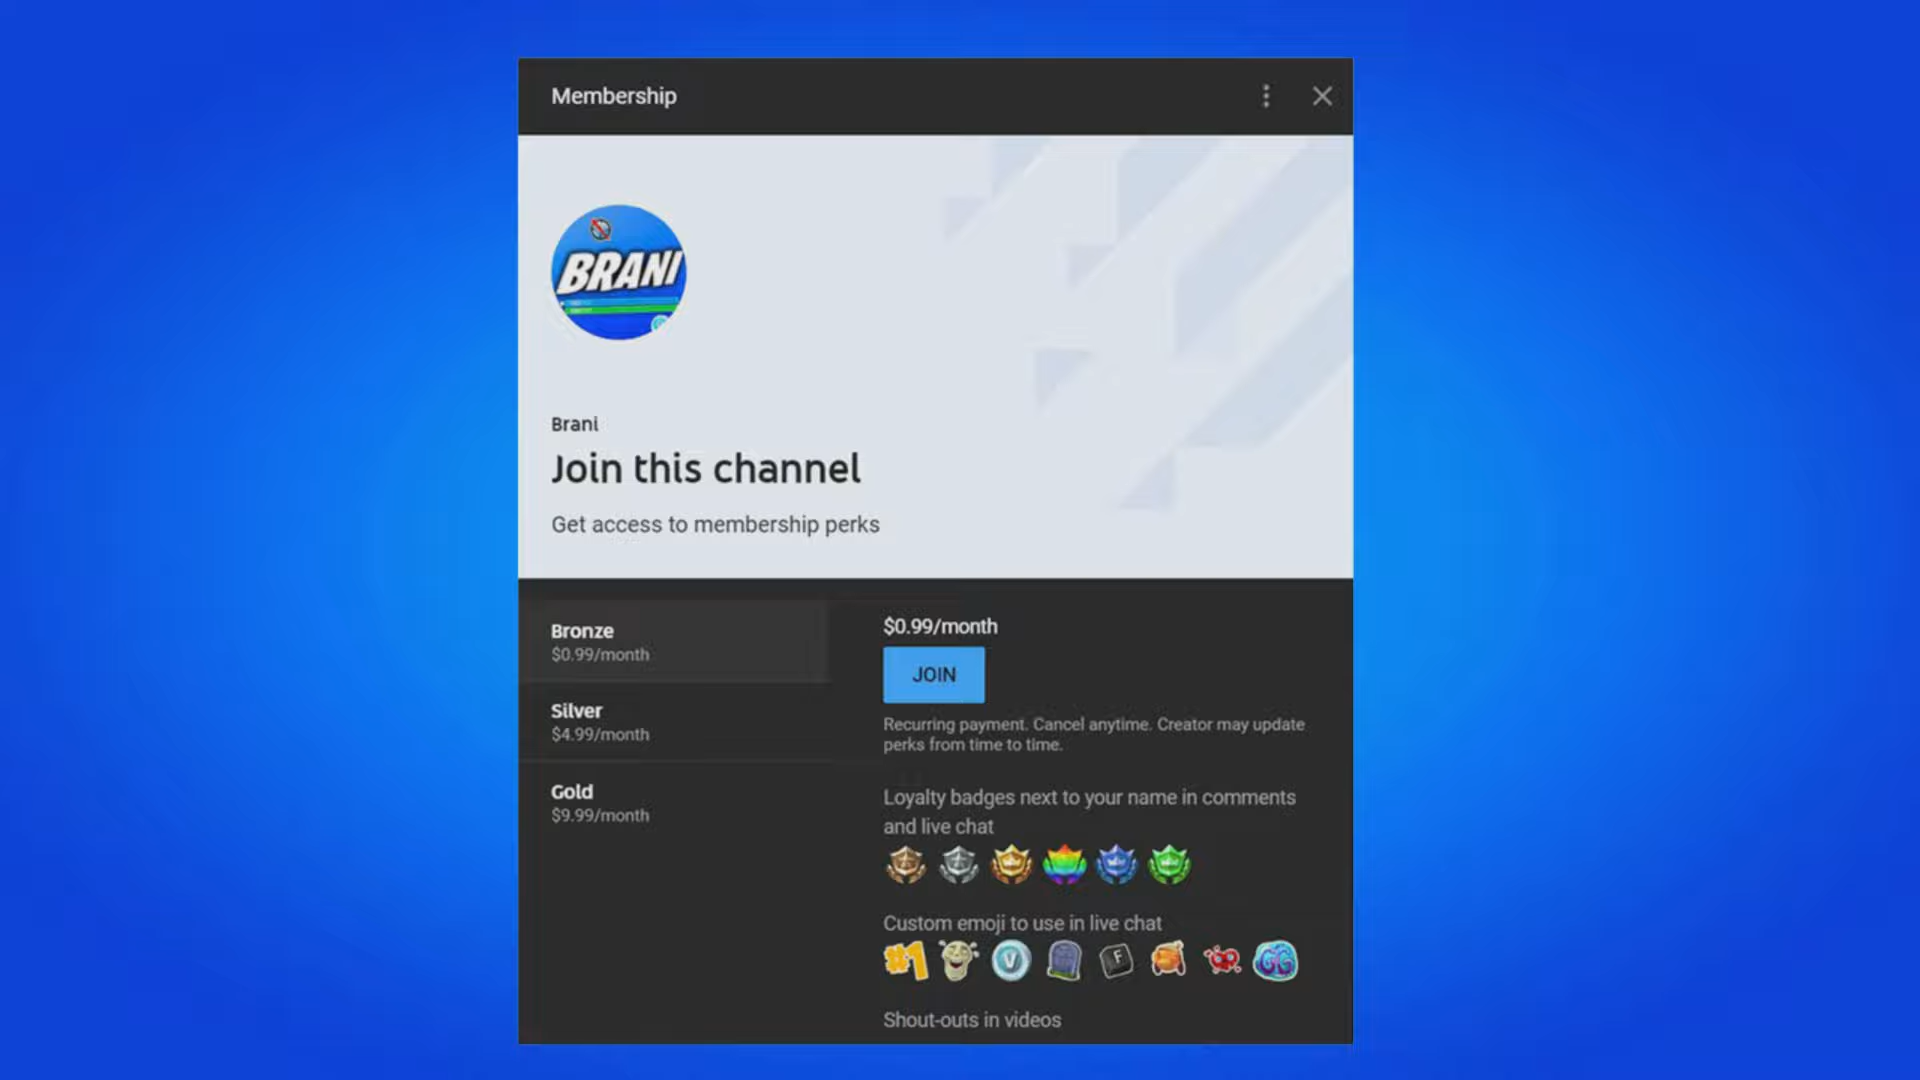 Membership
BRANI
Brani
Join this channel
Get access to membership perks
Bronze
$0.99/month
Silver
$4.99/month
Gold
$9.99/month
$0.99/month
JOIN
Recurring payment. Cancel anytime. Creator may update
perks from time to time.
Loyalty badges next to your name in comments
and live chat
Custom emoji to use in live chat
#1
V
F
GG
Shout-outs in videos